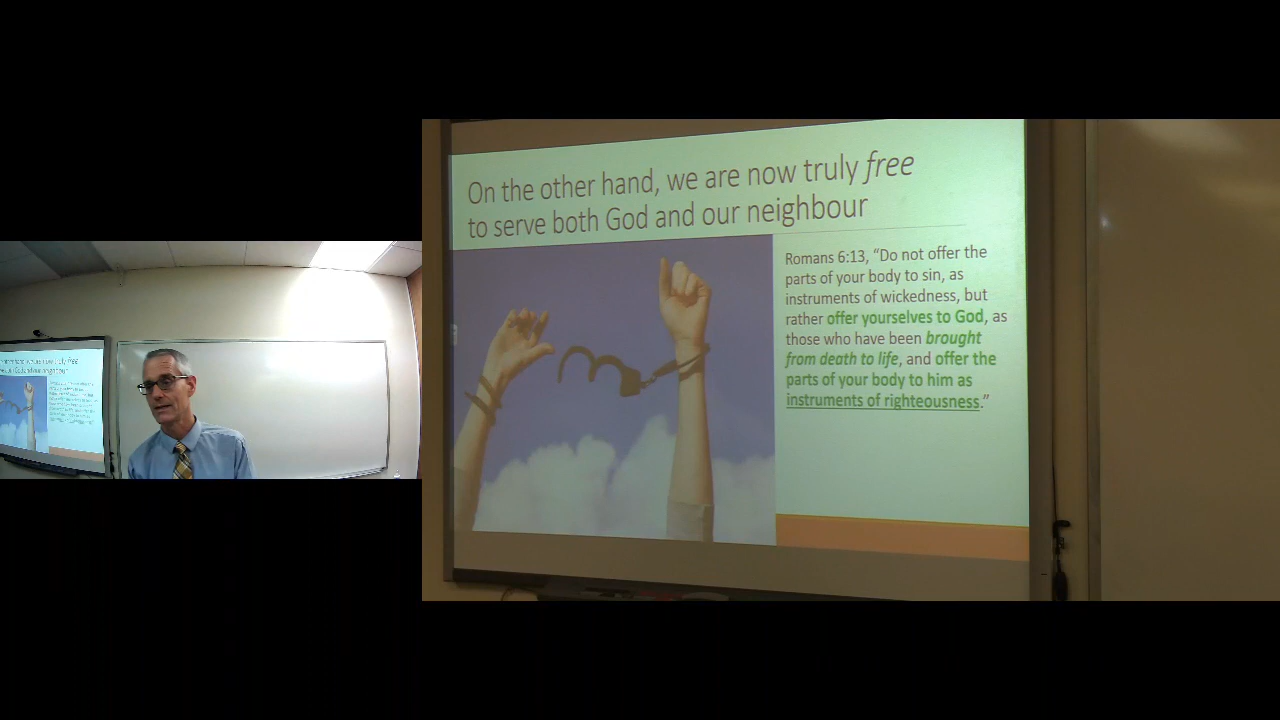 On the other hand, we are now truly free
to serve both God and our neighbour
Romans 6:13, “Do not offer the
parts of your body to sin, as
instruments of wickedness, but
rather offer yourselves to God, as
those who have been brought
from death to life, and offer the
parts of your body to him as
instruments of righteousness.”